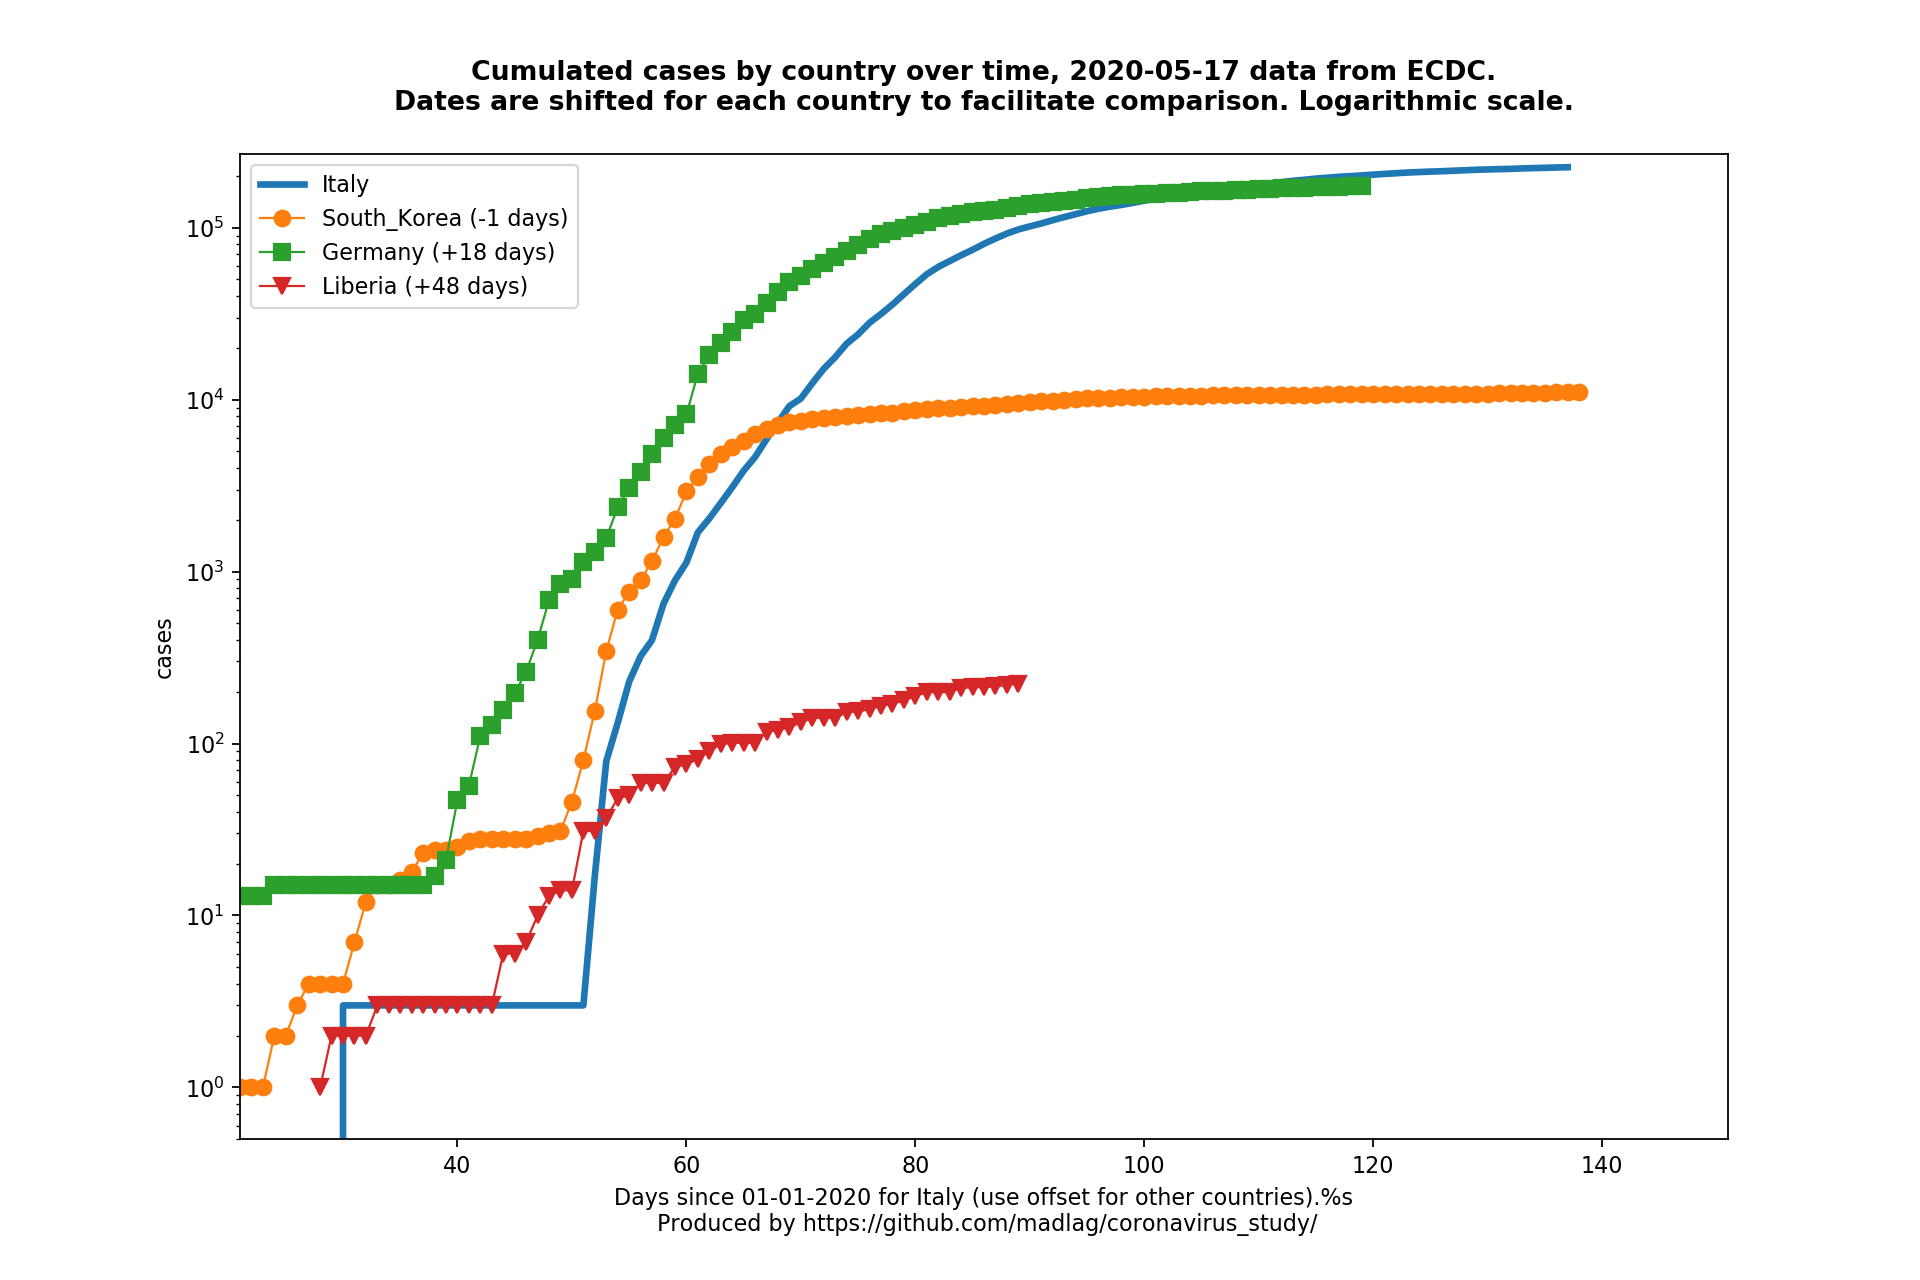 Cumulated cases by country over time, 2020-05-17 data from ECDC.
Dates are shifted for each country to facilitate comparison. Logarithmic scale.
Italy
South_Korea (-1 days)
Germany (+18 days)
Liberia (+48 days)
10^5
10^4
10^3
10^2
10^1
10^0
cases
40 60 80 100 120 140
Days since 01-01-2020 for Italy (use offset for other countries).%s
Produced by https://github.com/madlag/coronavirus_study/